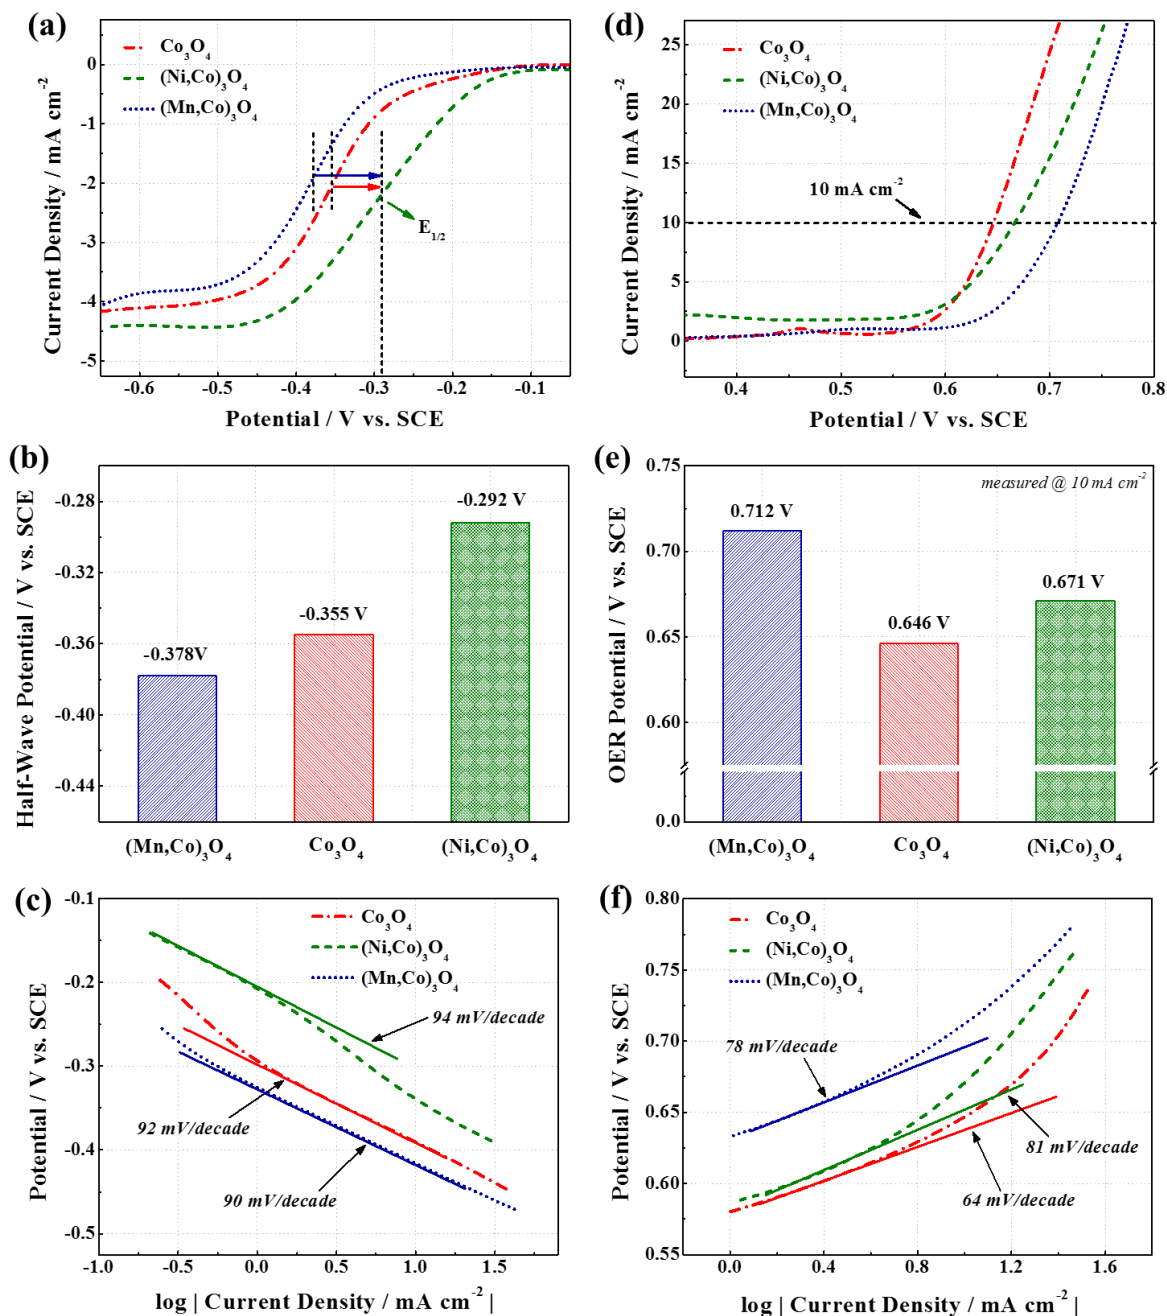 (a)
Co₃O₄
(Ni,Co)₃O₄
(Mn,Co)₃O₄
E₁/₂
0
-1
-2
-3
-4
-5
Current Density / mA cm⁻²
-0.6
-0.5
-0.4
-0.3
-0.2
-0.1
Potential / V vs. SCE
(d)
Co₃O₄
(Ni,Co)₃O₄
(Mn,Co)₃O₄
10 mA cm⁻²
25
20
15
10
5
0
Current Density / mA cm⁻²
0.4
0.5
0.6
0.7
0.8
Potential / V vs. SCE
(b)
-0.28
-0.32
-0.36
-0.40
-0.44
Half-Wave Potential / V vs. SCE
-0.378V
-0.355 V
-0.292 V
(Mn,Co)₃O₄
Co₃O₄
(Ni,Co)₃O₄
(e)
measured @ 10 mA cm⁻²
0.75
0.70
0.65
0.60
0.0
OER Potential / V vs. SCE
0.712 V
0.646 V
0.671 V
(Mn,Co)₃O₄
Co₃O₄
(Ni,Co)₃O₄
(c)
Co₃O₄
(Ni,Co)₃O₄
(Mn,Co)₃O₄
94 mV/decade
92 mV/decade
90 mV/decade
-0.1
-0.2
-0.3
-0.4
-0.5
Potential / V vs. SCE
-1.0
-0.5
0.0
0.5
1.0
1.5
log | Current Density / mA cm⁻² |
(f)
Co₃O₄
(Ni,Co)₃O₄
(Mn,Co)₃O₄
78 mV/decade
81 mV/decade
64 mV/decade
0.80
0.75
0.70
0.65
0.60
0.55
Potential / V vs. SCE
0.0
0.4
0.8
1.2
1.6
log | Current Density / mA cm⁻² |